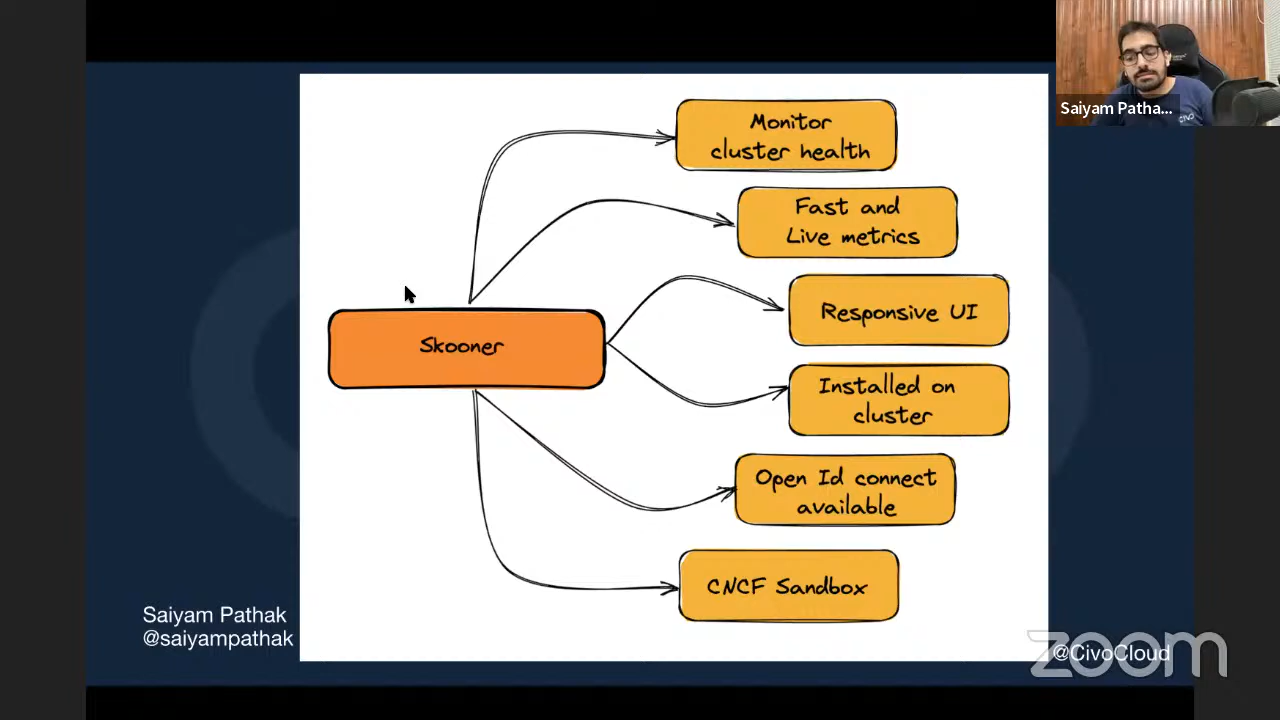 Monitor
cluster health
Fast and
Live metrics
Responsive UI
Skooner
Installed on
cluster
Open Id connect
available
CNCF Sandbox
Saiyam Pathak
@saiyampathak
@CivoCloud
zoom
Saiyam Patha...
CIVO